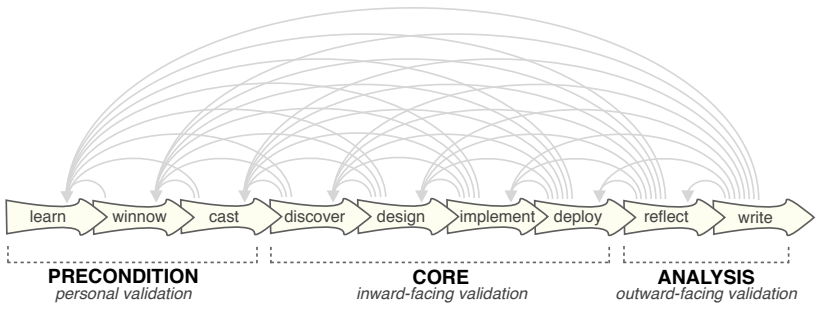 learn winnow cast discover design implement deploy reflect write
PRECONDITION CORE ANALYSIS
personal validation inward-facing validation outward-facing validation